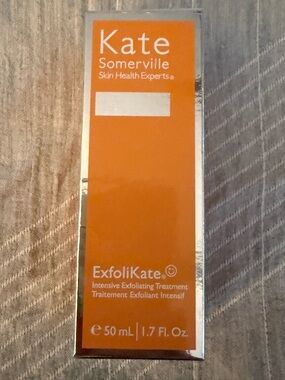 Kate
Somerville
Skin Health Experts®
ExfoliKate®
Intensive Exfoliating Treatment
Traitement Exfoliant Intensif
℮ 50 mL | 1.7 Fl. Oz.